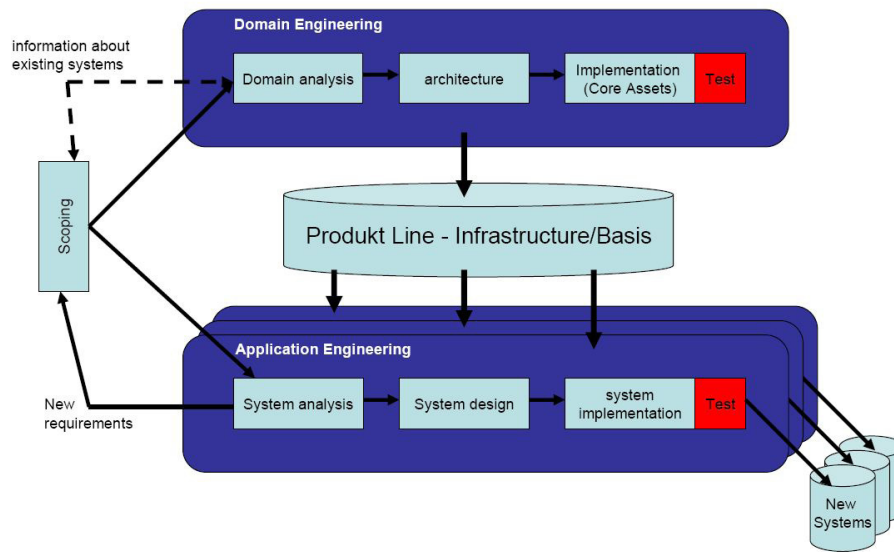 Domain Engineering
information about
existing systems
Domain analysis
architecture
Implementation
(Core Assets)
Test
Scoping
Produkt Line - Infrastructure/Basis
Application Engineering
System analysis
System design
system
implementation
Test
New
requirements
New
Systems